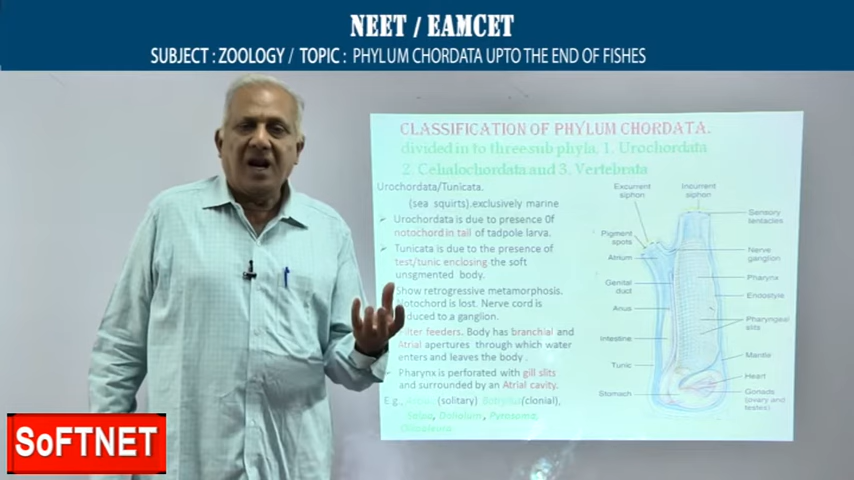 NEET / EAMCET
SUBJECT : ZOOLOGY / TOPIC : PHYLUM CHORDATA UPTO THE END OF FISHES
CLASSIFICATION OF PHYLUM CHORDATA.
divided in to three sub phyla, 1. Urochordata
2. Cehalochordata and 3. Vertebrata
Urochordata/Tunicata.
(sea squirts).exclusively marine
Urochordata is due to presence 0f
notochord in tail of tadpole larva.
Tunicata is due to the presence of
test/tunic enclosing the soft
unsgmented body.
Show retrogressive metamorphosis.
Notochord is lost. Nerve cord is
educed to a ganglion.
ilter feeders. Body has branchial and
Atrial apertures through which water
enters and leaves the body .
Pharynx is perforated with gill slits
and surrounded by an Atrial cavity.
E g., (solitary) (clonial),
Salpa, Doliolum , Pyrosoma,
Excurrent
siphon
Incurrent
siphon
Pigment
spots
Atrium
Genital
duct
Anus
Intestine
Tunic
Stomach
Sensory
tentacles
Nerve
ganglion
Pharynx
Endostyle
Pharyngeal
slits
Mantle
Heart
Gonads
(ovary and
testes)
SoFTNET